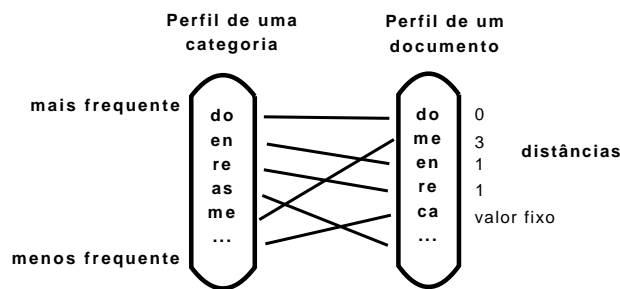 Perfil de uma
categoria
Perfil de um
documento
mais frequente
do
en
re
as
me
...
menos frequente
do
me
en
re
ca
...
0
3
1
1
valor fixo
distâncias